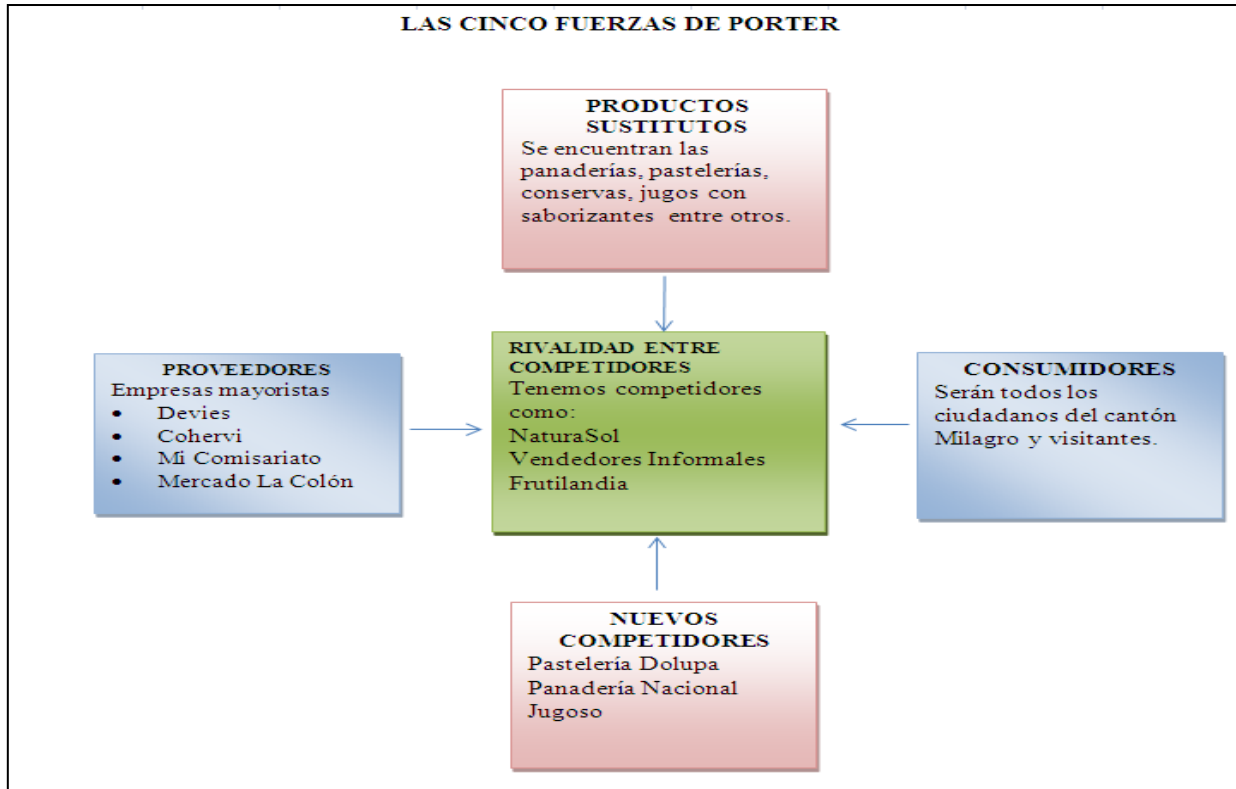 LAS CINCO FUERZAS DE PORTER
PRODUCTOS
SUSTITUTOS
Se encuentran las
panaderías, pastelerías,
conservas, jugos con
saborizantes entre otros.
PROVEEDORES
Empresas mayoristas
• Devies
• Cohervi
• Mi Comisariato
• Mercado La Colón
RIVALIDAD ENTRE
COMPETIDORES
Tenemos competidores
como:
NaturaSol
Vendedores Informales
Frutilandia
CONSUMIDORES
Serán todos los
ciudadanos del cantón
Milagro y visitantes.
NUEVOS
COMPETIDORES
Pastelería Dolupa
Panadería Nacional
Jugoso